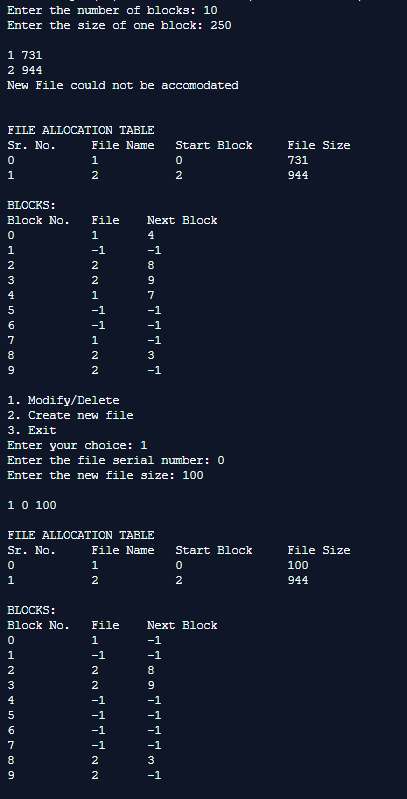 Enter the number of blocks: 10
Enter the size of one block: 250
1 731
2 944
New File could not be accomodated
FILE ALLOCATION TABLE
Sr. No. File Name Start Block File Size
0 1 0 731
1 2 2 944
BLOCKS:
Block No. File Next Block
0 1 4
1 -1 -1
2 2 8
3 2 9
4 1 7
5 -1 -1
6 -1 -1
7 1 -1
8 2 3
9 2 -1
1. Modify/Delete
2. Create new file
3. Exit
Enter your choice: 1
Enter the file serial number: 0
Enter the new file size: 100
1 0 100
FILE ALLOCATION TABLE
Sr. No. File Name Start Block File Size
0 1 0 100
1 2 2 944
BLOCKS:
Block No. File Next Block
0 1 -1
1 -1 -1
2 2 8
3 2 9
4 -1 -1
5 -1 -1
6 -1 -1
7 -1 -1
8 2 3
9 2 -1